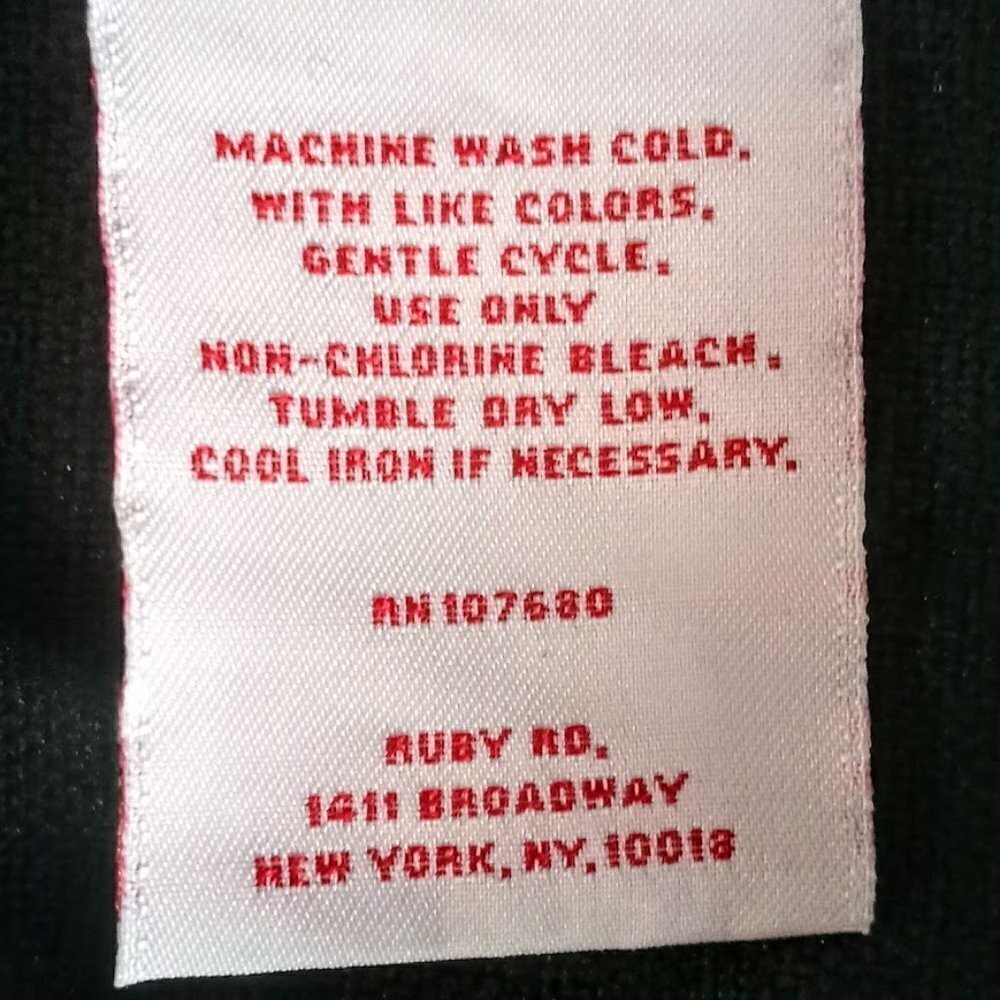 MACHINE WASH COLD.
WITH LIKE COLORS.
GENTLE CYCLE.
USE ONLY
NON-CHLORINE BLEACH.
TUMBLE DRY LOW.
COOL IRON IF NECESSARY.
RN 107680
RUBY RD.
1411 BROADWAY
NEW YORK, NY, 10018